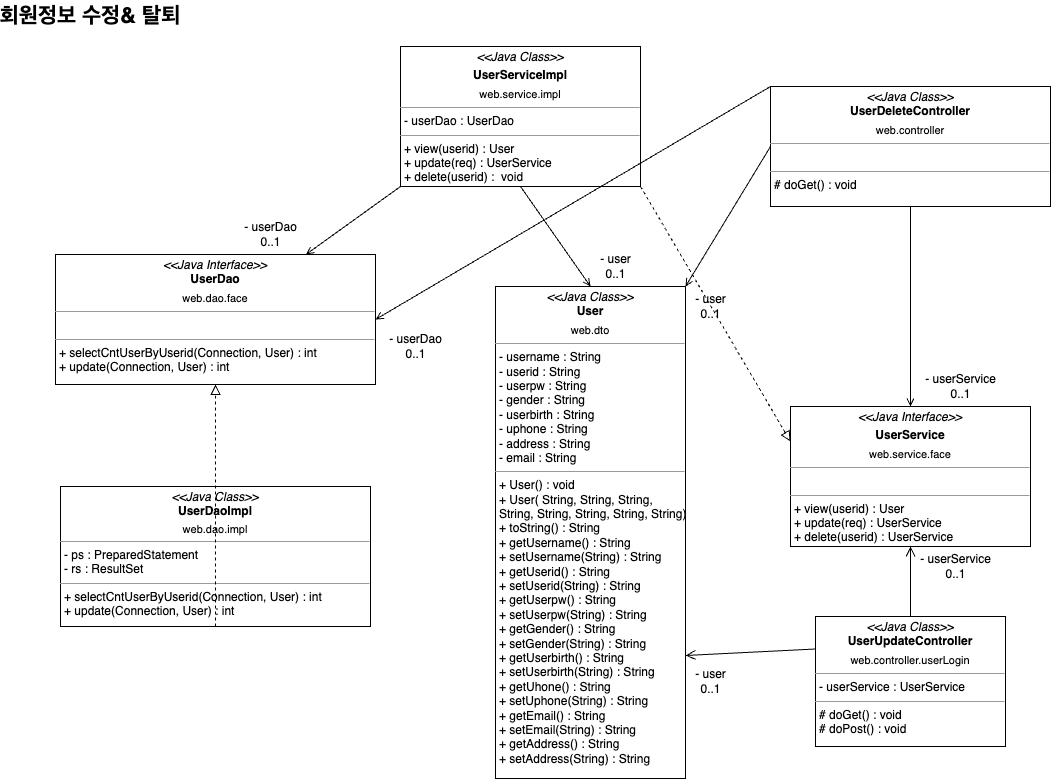 회원정보 수정& 탈퇴
<<Java Class>>
UserServiceImpl
web.service.impl
- userDao : UserDao
+ view(userid) : User
+ update(req) : UserService
+ delete(userid) :  void
<<Java Class>>
UserDeleteController
web.controller
# doGet() : void
- userDao
0..1
- user
0..1
- user
0..1
- userDao
0..1
- userService
0..1
<<Java Interface>>
UserDao
web.dao.face
+ selectCntUserByUserid(Connection, User) : int
+ update(Connection, User) : int
<<Java Class>>
User
web.dto
- username : String
- userid : String
- userpw : String
- gender : String
- userbirth : String
- uphone : String
- address : String
- email : String
+ User() : void
+ User( String, String, String,
String, String, String, String, String)
+ toString() : String
+ getUsername() : String
+ setUsername(String) : String
+ getUserid() : String
+ setUserid(String) : String
+ getUserpw() : String
+ setUserpw(String) : String
+ getGender() : String
+ setGender(String) : String
+ getUserbirth() : String
+ setUserbirth(String) : String
+ getUhone() : String
+ setUphone(String) : String
+ getEmail() : String
+ setEmail(String) : String
+ getAddress() : String
+ setAddress(String) : String
<<Java Interface>>
UserService
web.service.face
+ view(userid) : User
+ update(req) : UserService
+ delete(userid) : UserService
<<Java Class>>
UserDaoImpl
web.dao.impl
- ps : PreparedStatement
- rs : ResultSet
+ selectCntUserByUserid(Connection, User) : int
+ update(Connection, User) : int
- userService
0..1
- user
0..1
<<Java Class>>
UserUpdateController
web.controller.userLogin
- userService : UserService
# doGet() : void
# doPost() : void